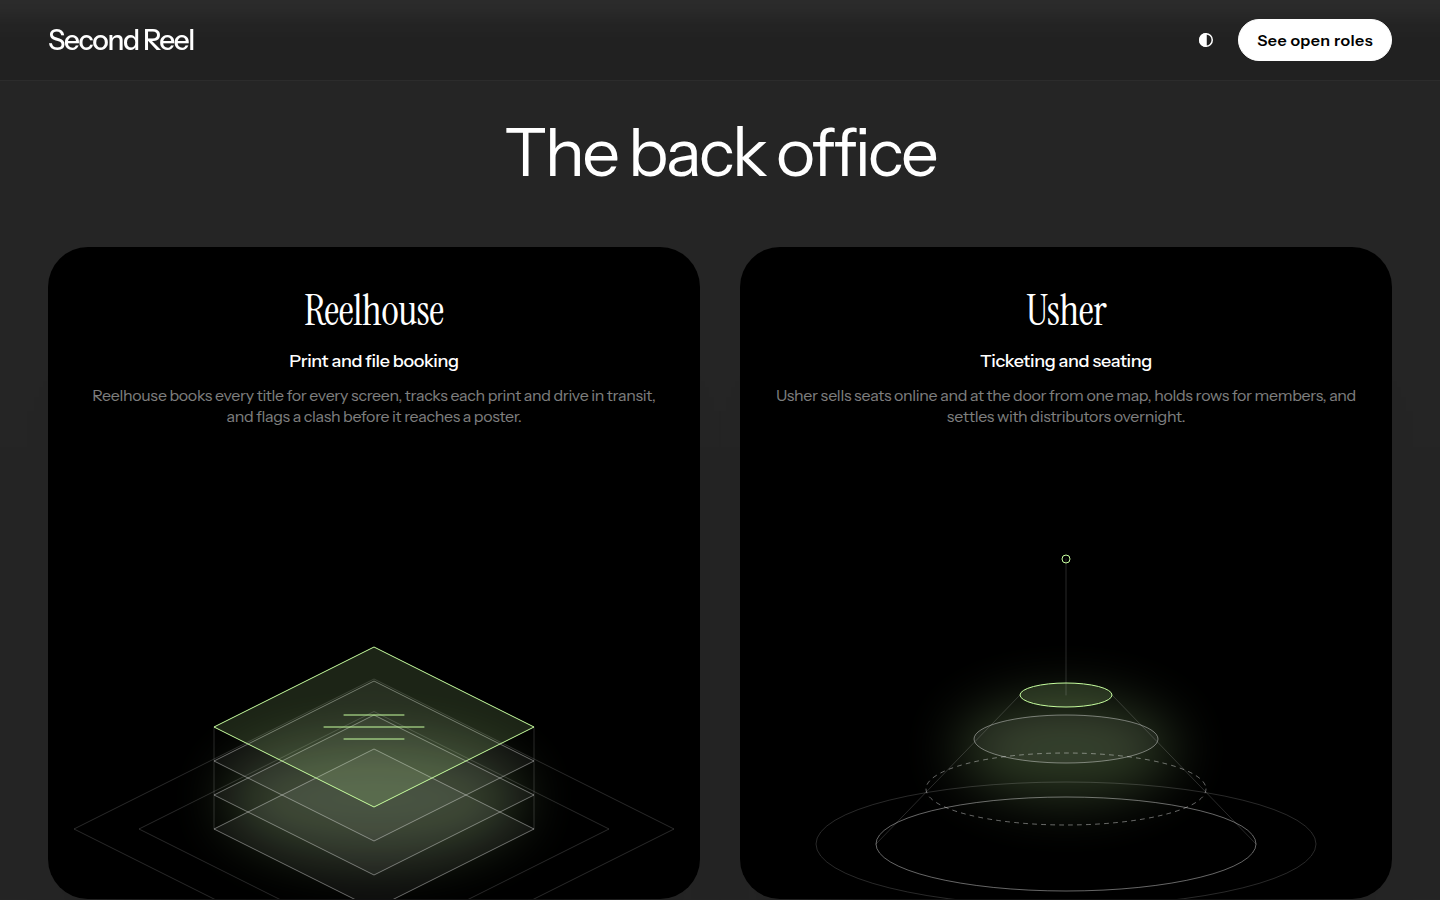 Second Reel
See open roles
The back office
Reelhouse
Print and file booking
Reelhouse books every title for every screen, tracks each print and drive in transit,
and flags a clash before it reaches a poster.
Usher
Ticketing and seating
Usher sells seats online and at the door from one map, holds rows for members, and
settles with distributors overnight.